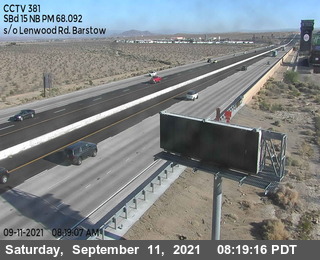 CCTV 381
SBd 15 NB PM 68.092
s/o Lenwood Rd. Barstow
09-11-2021 08:19:07 AM
Saturday, September 11, 2021 08:19:16 PDT